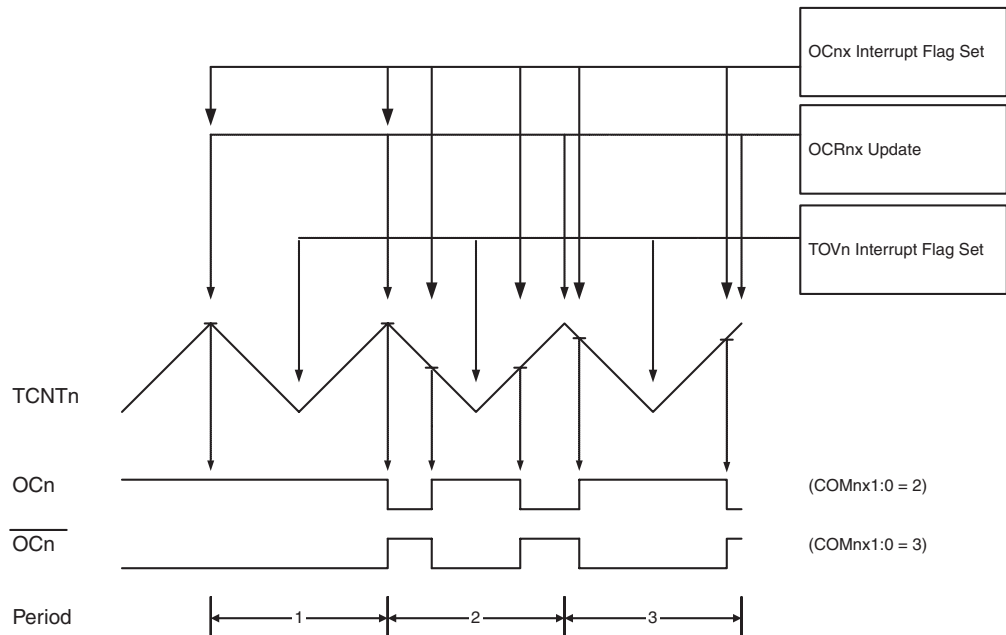 OCnx Interrupt Flag Set
OCRnx Update
TOVn Interrupt Flag Set
TCNTn
OCn
(COMnx1:0 = 2)
OCn
(COMnx1:0 = 3)
Period
1
2
3